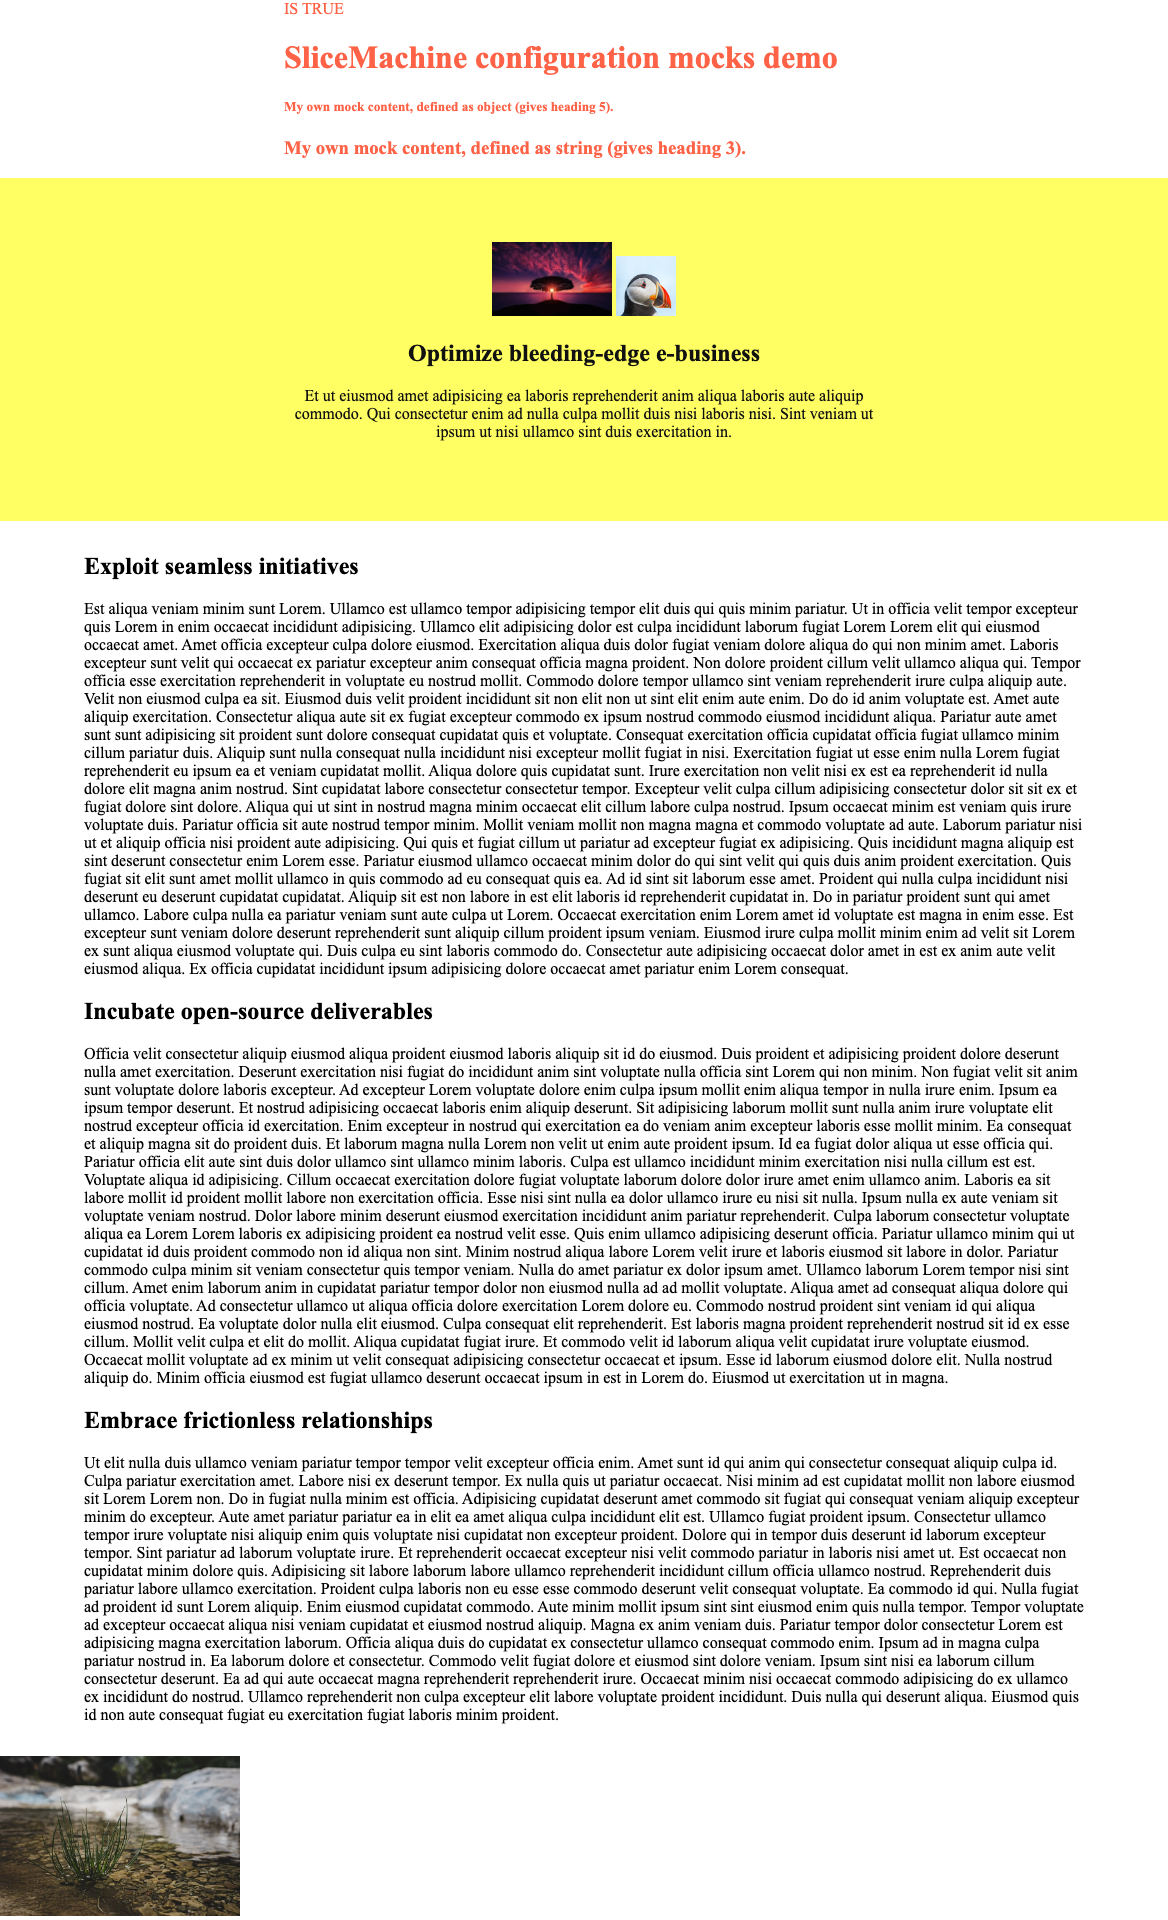 IS TRUE
SliceMachine configuration mocks demo
My own mock content, defined as object (gives heading 5).
My own mock content, defined as string (gives heading 3).
Optimize bleeding-edge e-business
Et ut eiusmod amet adipisicing ea laboris reprehenderit anim aliqua laboris aute aliquip
commodo. Qui consectetur enim ad nulla culpa mollit duis nisi laboris nisi. Sint veniam ut
ipsum ut nisi ullamco sint duis exercitation in.
Exploit seamless initiatives
Est aliqua veniam minim sunt Lorem. Ullamco est ullamco tempor adipisicing tempor elit duis qui quis minim pariatur. Ut in officia velit tempor excepteur
quis Lorem in enim occaecat incididunt adipisicing. Ullamco elit adipisicing dolor est culpa incididunt laborum fugiat Lorem Lorem elit qui eiusmod
occaecat amet. Amet officia excepteur culpa dolore eiusmod. Exercitation aliqua duis dolor fugiat veniam dolore aliqua do qui non minim amet. Laboris
excepteur sunt velit qui occaecat ex pariatur excepteur anim consequat officia magna proident. Non dolore proident cillum velit ullamco aliqua qui. Tempor
officia esse exercitation reprehenderit in voluptate eu nostrud mollit. Commodo dolore tempor ullamco sint veniam reprehenderit irure culpa aliquip aute.
Velit non eiusmod culpa ea sit. Eiusmod duis velit proident incididunt sit non elit non ut sint elit enim aute enim. Do do id anim voluptate est. Amet aute
aliquip exercitation. Consectetur aliqua aute sit ex fugiat excepteur commodo ex ipsum nostrud commodo eiusmod incididunt aliqua. Pariatur aute amet
sunt sunt adipisicing sit proident sunt dolore consequat cupidatat quis et voluptate. Consequat exercitation officia cupidatat officia fugiat ullamco minim
cillum pariatur duis. Aliquip sunt nulla consequat nulla incididunt nisi excepteur mollit fugiat in nisi. Exercitation fugiat ut esse enim nulla Lorem fugiat
reprehenderit eu ipsum ea et veniam cupidatat mollit. Aliqua dolore quis cupidatat sunt. Irure exercitation non velit nisi ex est ea reprehenderit id nulla
dolore elit magna anim nostrud. Sint cupidatat labore consectetur consectetur tempor. Excepteur velit culpa cillum adipisicing consectetur dolor sit sit ex et
fugiat dolore sint dolore. Aliqua qui ut sint in nostrud magna minim occaecat elit cillum labore culpa nostrud. Ipsum occaecat minim est veniam quis irure
voluptate duis. Pariatur officia sit aute nostrud tempor minim. Mollit veniam mollit non magna magna et commodo voluptate ad aute. Laborum pariatur nisi
ut et aliquip officia nisi proident aute adipisicing. Qui quis et fugiat cillum ut pariatur ad excepteur fugiat ex adipisicing. Quis incididunt magna aliquip est
sint deserunt consectetur enim Lorem esse. Pariatur eiusmod ullamco occaecat minim dolor do qui sint velit qui quis duis anim proident exercitation. Quis
fugiat sit elit sunt amet mollit ullamco in quis commodo ad eu consequat quis ea. Ad id sint sit laborum esse amet. Proident qui nulla culpa incididunt nisi
deserunt eu deserunt cupidatat cupidatat. Aliquip sit est non labore in est elit laboris id reprehenderit cupidatat in. Do in pariatur proident sunt qui amet
ullamco. Labore culpa nulla ea pariatur veniam sunt aute culpa ut Lorem. Occaecat exercitation enim Lorem amet id voluptate est magna in enim esse. Est
excepteur sunt veniam dolore deserunt reprehenderit sunt aliquip cillum proident ipsum veniam. Eiusmod irure culpa mollit minim enim ad velit sit Lorem
ex sunt aliqua eiusmod voluptate qui. Duis culpa eu sint laboris commodo do. Consectetur aute adipisicing occaecat dolor amet in est ex anim aute velit
eiusmod aliqua. Ex officia cupidatat incididunt ipsum adipisicing dolore occaecat amet pariatur enim Lorem consequat.
Incubate open-source deliverables
Officia velit consectetur aliquip eiusmod aliqua proident eiusmod laboris aliquip sit id do eiusmod. Duis proident et adipisicing proident dolore deserunt
nulla amet exercitation. Deserunt exercitation nisi fugiat do incididunt anim sint voluptate nulla officia sint Lorem qui non minim. Non fugiat velit sit anim
sunt voluptate dolore laboris excepteur. Ad excepteur Lorem voluptate dolore enim culpa ipsum mollit enim aliqua tempor in nulla irure enim. Ipsum ea
ipsum tempor deserunt. Et nostrud adipisicing occaecat laboris enim aliquip deserunt. Sit adipisicing laborum mollit sunt nulla anim irure voluptate elit
nostrud excepteur officia id exercitation. Enim excepteur in nostrud qui exercitation ea do veniam anim excepteur laboris esse mollit minim. Ea consequat
et aliquip magna sit do proident duis. Et laborum magna nulla Lorem non velit ut enim aute proident ipsum. Id ea fugiat dolor aliqua ut esse officia qui.
Pariatur officia elit aute sint duis dolor ullamco sint ullamco minim laboris. Culpa est ullamco incididunt minim exercitation nisi nulla cillum est est.
Voluptate aliqua id adipisicing. Cillum occaecat exercitation dolore fugiat voluptate laborum dolore dolor irure amet enim ullamco anim. Laboris ea sit
labore mollit id proident mollit labore non exercitation officia. Esse nisi sint nulla ea dolor ullamco irure eu nisi sit nulla. Ipsum nulla ex aute veniam sit
voluptate veniam nostrud. Dolor labore minim deserunt eiusmod exercitation incididunt anim pariatur reprehenderit. Culpa laborum consectetur voluptate
aliqua ea Lorem Lorem laboris ex adipisicing proident ea nostrud velit esse. Quis enim ullamco adipisicing deserunt officia. Pariatur ullamco minim qui ut
cupidatat id duis proident commodo non id aliqua non sint. Minim nostrud aliqua labore Lorem velit irure et laboris eiusmod sit labore in dolor. Pariatur
commodo culpa minim sit veniam consectetur quis tempor veniam. Nulla do amet pariatur ex dolor ipsum amet. Ullamco laborum Lorem tempor nisi sint
cillum. Amet enim laborum anim in cupidatat pariatur tempor dolor non eiusmod nulla ad ad mollit voluptate. Aliqua amet ad consequat aliqua dolore qui
officia voluptate. Ad consectetur ullamco ut aliqua officia dolore exercitation Lorem dolore eu. Commodo nostrud proident sint veniam id qui aliqua
eiusmod nostrud. Ea voluptate dolor nulla elit eiusmod. Culpa consequat elit reprehenderit. Est laboris magna proident reprehenderit nostrud sit id ex esse
cillum. Mollit velit culpa et elit do mollit. Aliqua cupidatat fugiat irure. Et commodo velit id laborum aliqua velit cupidatat irure voluptate eiusmod.
Occaecat mollit voluptate ad ex minim ut velit consequat adipisicing consectetur occaecat et ipsum. Esse id laborum eiusmod dolore elit. Nulla nostrud
aliquip do. Minim officia eiusmod est fugiat ullamco deserunt occaecat ipsum in est in Lorem do. Eiusmod ut exercitation ut in magna.
Embrace frictionless relationships
Ut elit nulla duis ullamco veniam pariatur tempor tempor velit excepteur officia enim. Amet sunt id qui anim qui consectetur consequat aliquip culpa id.
Culpa pariatur exercitation amet. Labore nisi ex deserunt tempor. Ex nulla quis ut pariatur occaecat. Nisi minim ad est cupidatat mollit non labore eiusmod
sit Lorem Lorem non. Do in fugiat nulla minim est officia. Adipisicing cupidatat deserunt amet commodo sit fugiat qui consequat veniam aliquip excepteur
minim do excepteur. Aute amet pariatur pariatur ea in elit ea amet aliqua culpa incididunt elit est. Ullamco fugiat proident ipsum. Consectetur ullamco
tempor irure voluptate nisi aliquip enim quis voluptate nisi cupidatat non excepteur proident. Dolore qui in tempor duis deserunt id laborum excepteur
tempor. Sint pariatur ad laborum voluptate irure. Et reprehenderit occaecat excepteur nisi velit commodo pariatur in laboris nisi amet ut. Est occaecat non
cupidatat minim dolore quis. Adipisicing sit labore laborum labore ullamco reprehenderit incididunt cillum officia ullamco nostrud. Reprehenderit duis
pariatur labore ullamco exercitation. Proident culpa laboris non eu esse esse commodo deserunt velit consequat voluptate. Ea commodo id qui. Nulla fugiat
ad proident id sunt Lorem aliquip. Enim eiusmod cupidatat commodo. Aute minim mollit ipsum sint sint eiusmod enim quis nulla tempor. Tempor voluptate
ad excepteur occaecat aliqua nisi veniam cupidatat et eiusmod nostrud aliquip. Magna ex anim veniam duis. Pariatur tempor dolor consectetur Lorem est
adipisicing magna exercitation laborum. Officia aliqua duis do cupidatat ex consectetur ullamco consequat commodo enim. Ipsum ad in magna culpa
pariatur nostrud in. Ea laborum dolore et consectetur. Commodo velit fugiat dolore et eiusmod sint dolore veniam. Ipsum sint nisi ea laborum cillum
consectetur deserunt. Ea ad qui aute occaecat magna reprehenderit reprehenderit irure. Occaecat minim nisi occaecat commodo adipisicing do ex ullamco
ex incididunt do nostrud. Ullamco reprehenderit non culpa excepteur elit labore voluptate proident incididunt. Duis nulla qui deserunt aliqua. Eiusmod quis
id non aute consequat fugiat eu exercitation fugiat laboris minim proident.